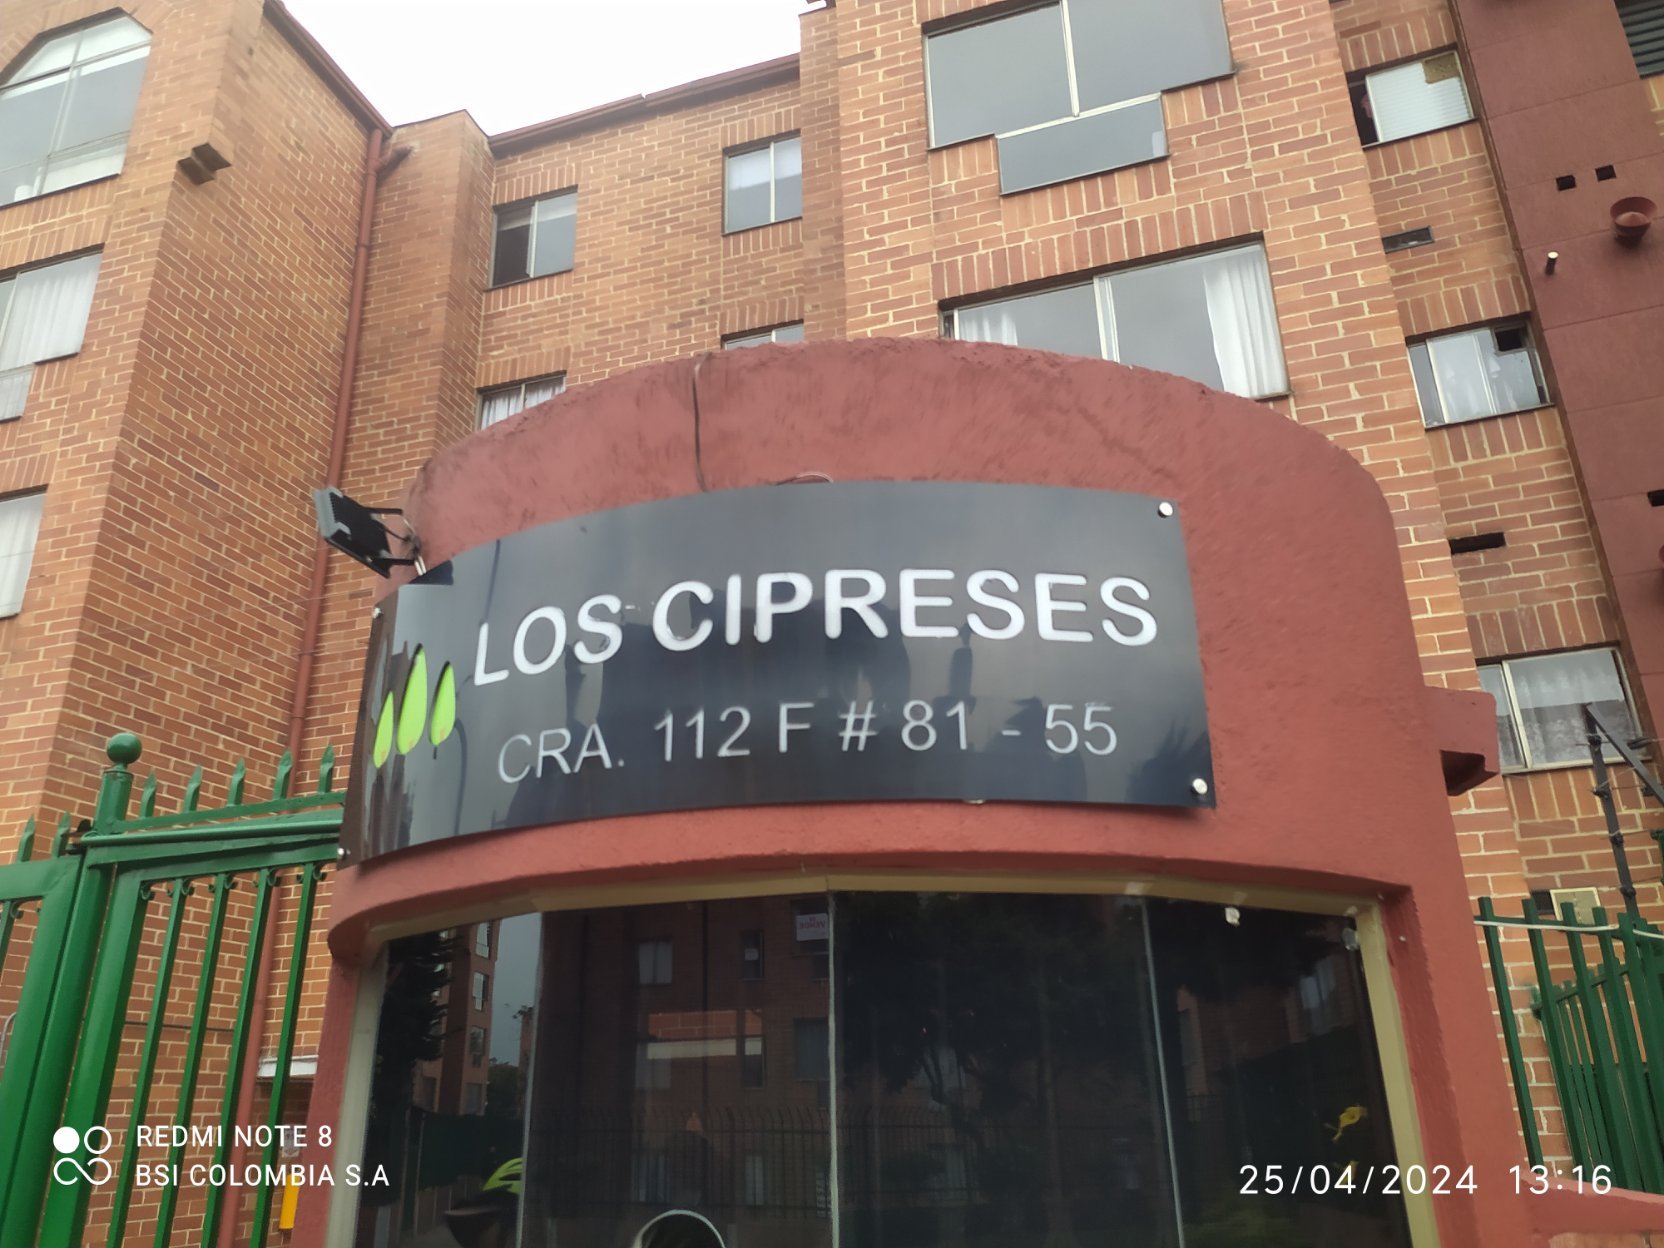 LOS CIPRESES
CRA. 112 F # 81 - 55
REDMI NOTE 8
BSI COLOMBIA S.A
25/04/2024 13:16